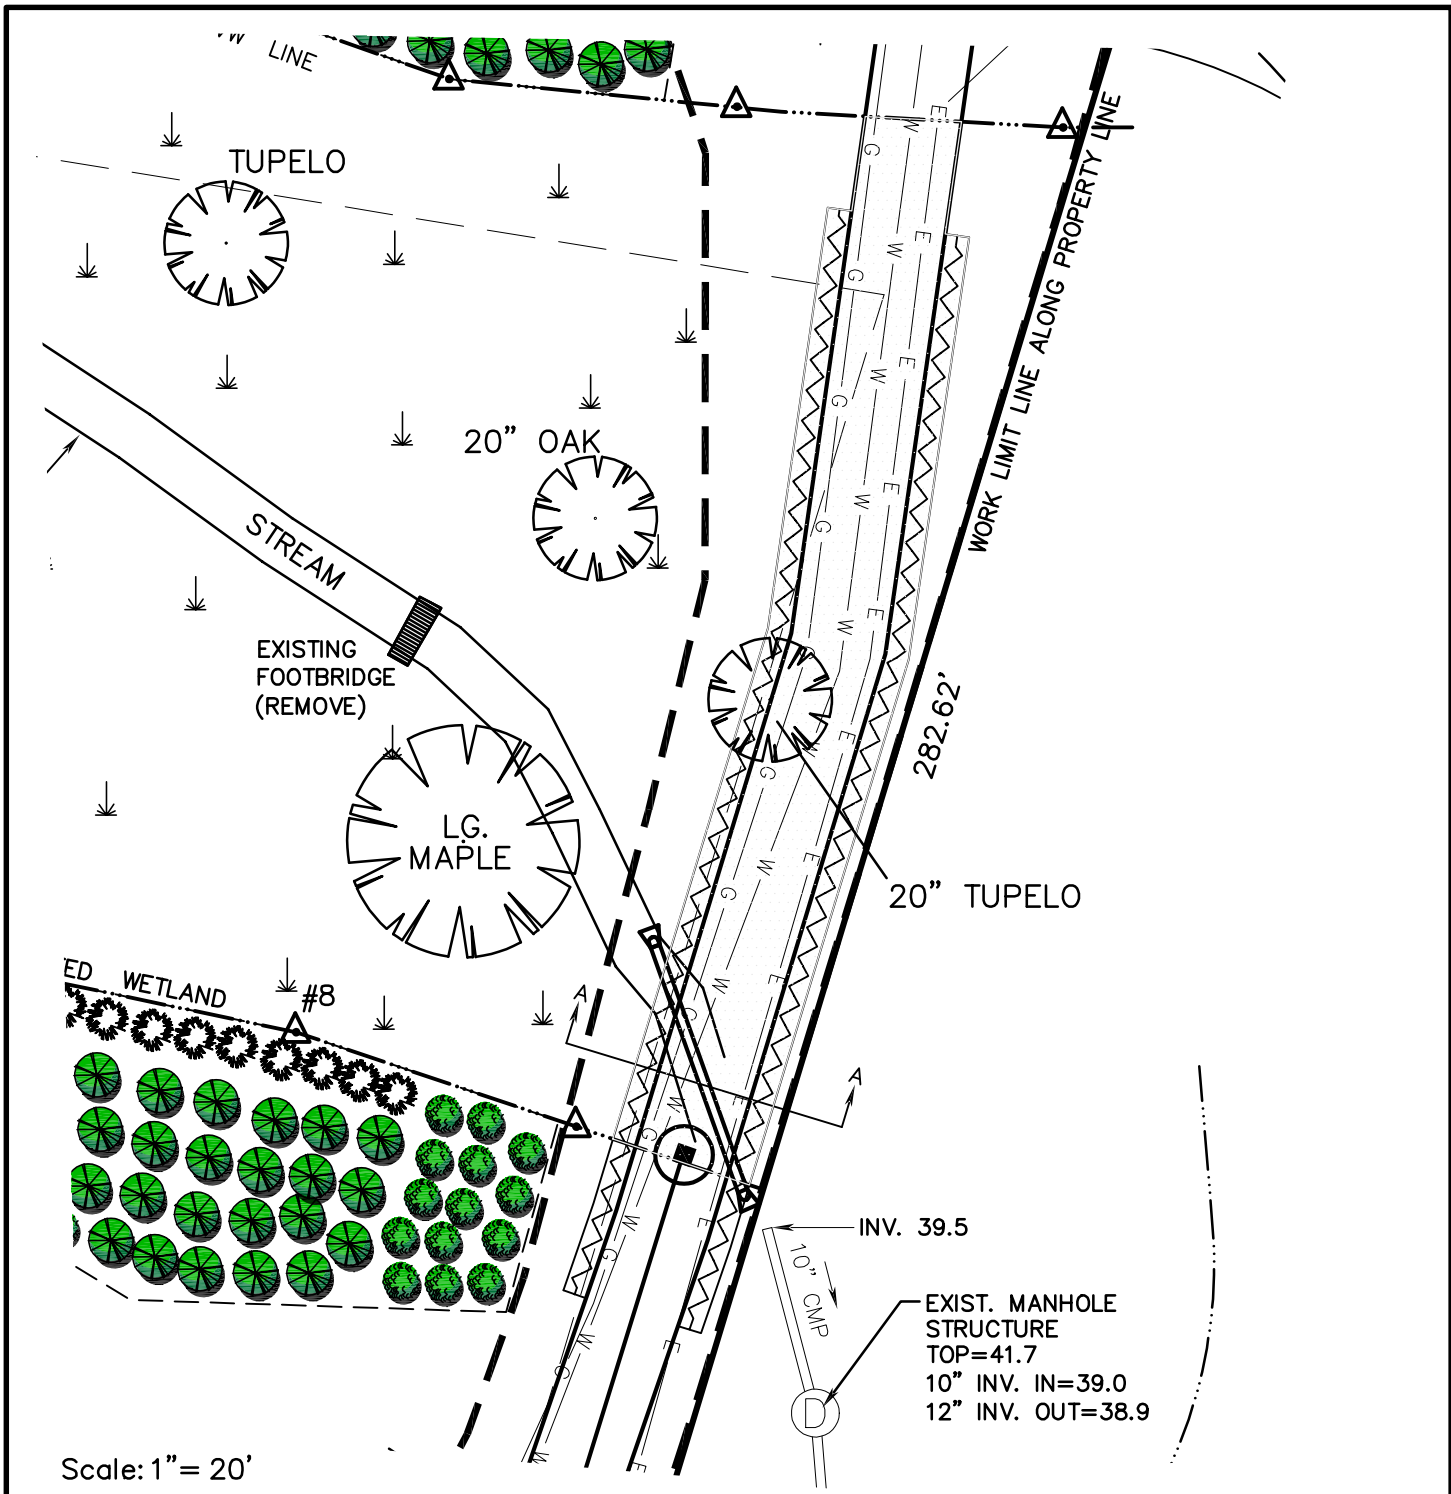 LINE
TUPELO
WORK LIMIT LINE ALONG PROPERTY LINE
20” OAK
STREAM
EXISTING
FOOTBRIDGE
(REMOVE)
282.62’
LG.
MAPLE
20” TUPELO
WETLAND
#8
A
A
INV. 39.5
10” CMP
EXIST. MANHOLE
STRUCTURE
TOP=41.7
10” INV. IN=39.0
12” INV. OUT=38.9
D
Scale: 1”= 20’
G
G
G
G
G
G
G
G
G
W
W
W
W
W
W
W
W
W
W
W
W
E
E
E
E
E
E
E
E
E
E
E
E